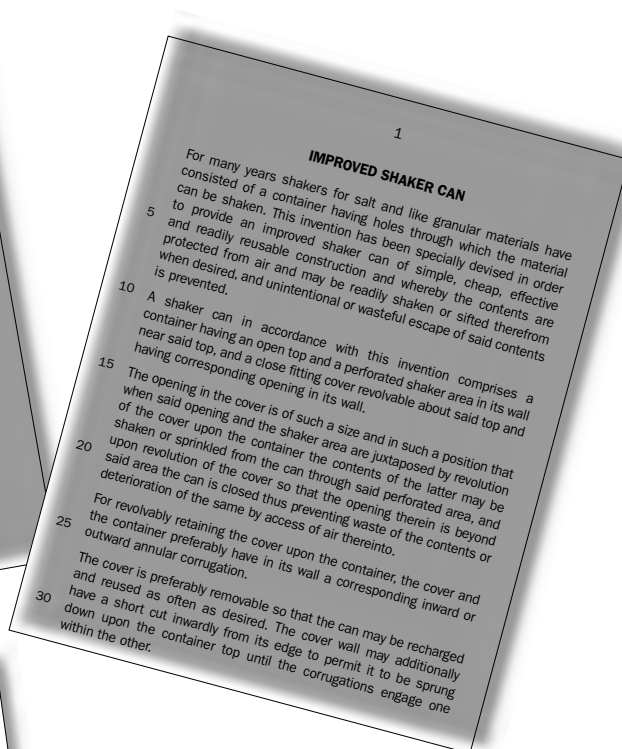 1
IMPROVED SHAKER CAN
For many years shakers for salt and like granular materials have
consisted of a container having holes through which the material
can be shaken. This invention has been specially devised in order
5 to provide an improved shaker can of simple, cheap, effective
and readily reusable construction and whereby the contents are
protected from air and may be readily shaken or sifted therefrom
when desired, and unintentional or wasteful escape of said contents
is prevented.
10 A shaker can in accordance with this invention comprises a
container having an open top and a perforated shaker area in its wall
near said top, and a close fitting cover revolvable about said top and
having corresponding opening in its wall.
15 The opening in the cover is of such a size and in such a position that
when said opening and the shaker area are juxtaposed by revolution
of the cover upon the container the contents of the latter may be
shaken or sprinkled from the can through said perforated area, and
20 upon revolution of the cover so that the opening therein is beyond
said area the can is closed thus preventing waste of the contents or
deterioration of the same by access of air thereinto.
For revolvably retaining the cover upon the container, the cover and
25 the container preferably have in its wall a corresponding inward or
outward annular corrugation.
The cover is preferably removable so that the can may be recharged
and reused as often as desired. The cover wall may additionally
30 have a short cut inwardly from its edge to permit it to be sprung
down upon the container top until the corrugations engage one
within the other.